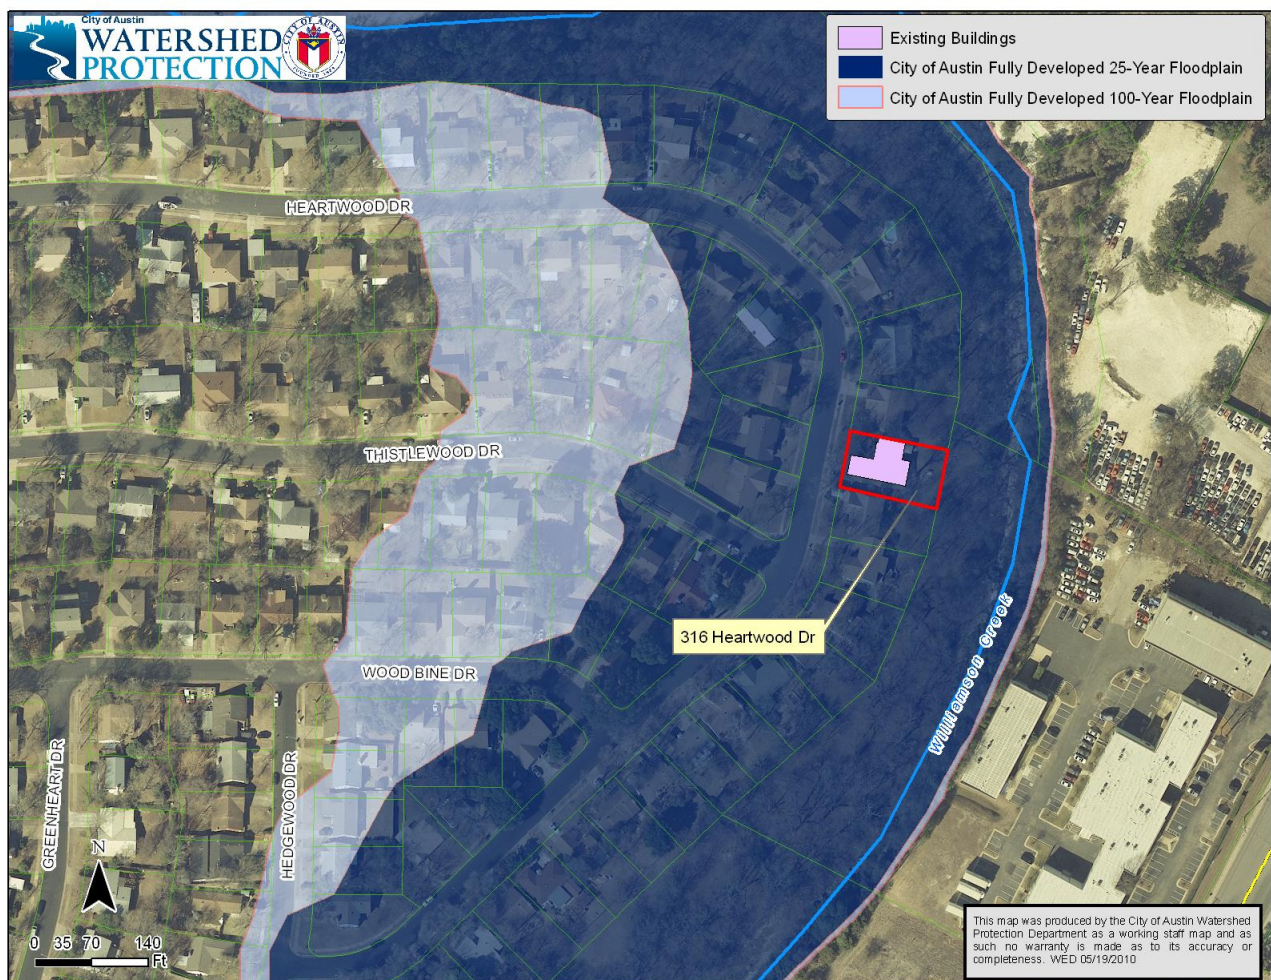 City of Austin
WATERSHED
PROTECTION
CITY OF AUSTIN
FOUNDED 1839
Existing Buildings
City of Austin Fully Developed 25-Year Floodplain
City of Austin Fully Developed 100-Year Floodplain
HEARTWOOD DR
THISTLEWOOD DR
316 Heartwood Dr
WOOD BINE DR
Williamson Creek
GREENHEART DR
HEDGEWOOD DR
N
0 35 70 140
Ft
This map was produced by the City of Austin Watershed
Protection Department as a working staff map and as
such no warranty is made as to its accuracy or
completeness. WED 05/19/2010